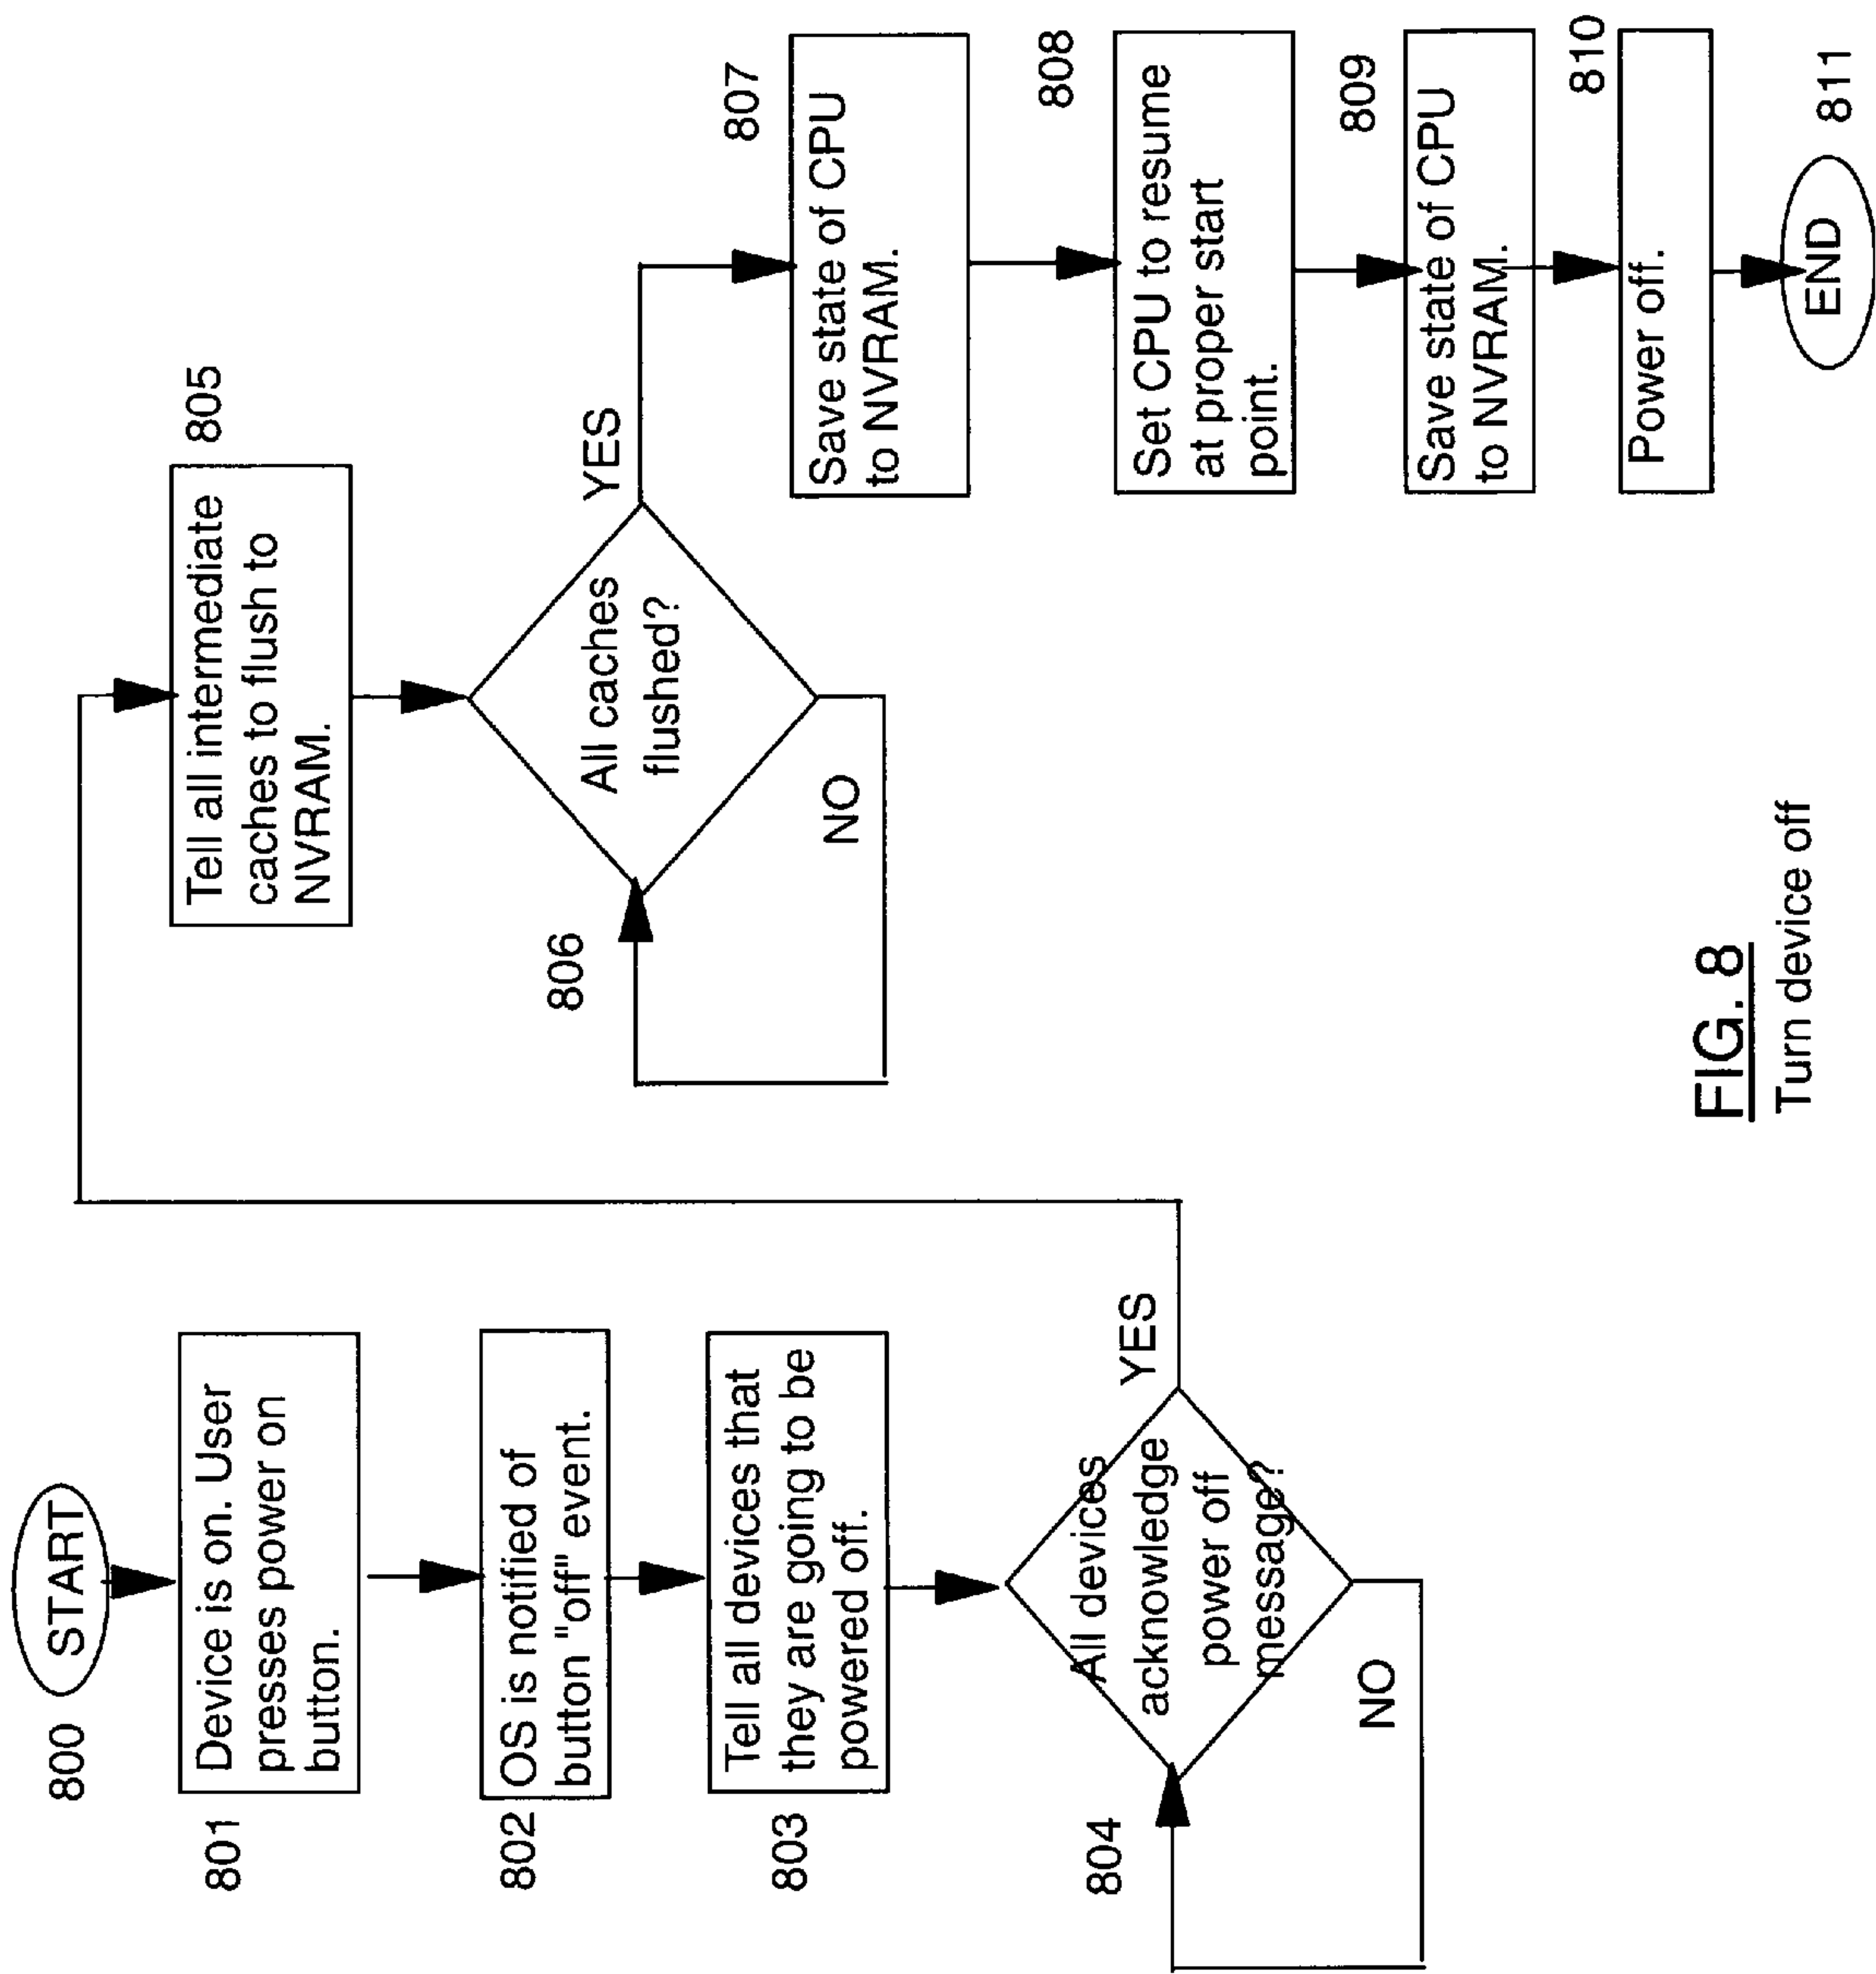 800
START
801
Device is on. User
presses power on
button.
802
OS is notified of
button "off" event.
803
Tell all devices that
they are going to be
powered off.
804
All devices
acknowledge
power off
message?
YES
NO
805
Tell all intermediate
caches to flush to
NVRAM.
806
All caches
flushed?
YES
NO
807
Save state of CPU
to NVRAM.
808
Set CPU to resume
at proper start
point.
809
Save state of CPU
to NVRAM.
810
Power off.
END
811
FIG. 8
Turn device off